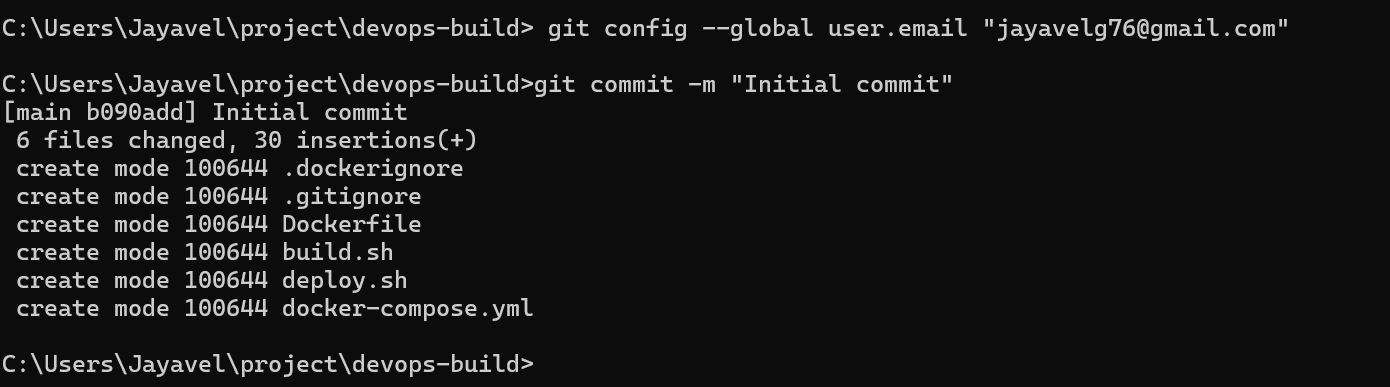 C:\Users\Jayavel\project\devops-build> git config --global user.email "jayavelg76@gmail.com"
C:\Users\Jayavel\project\devops-build>git commit -m "Initial commit"
[main b090add] Initial commit
 6 files changed, 30 insertions(+)
 create mode 100644 .dockerignore
 create mode 100644 .gitignore
 create mode 100644 Dockerfile
 create mode 100644 build.sh
 create mode 100644 deploy.sh
 create mode 100644 docker-compose.yml
C:\Users\Jayavel\project\devops-build>